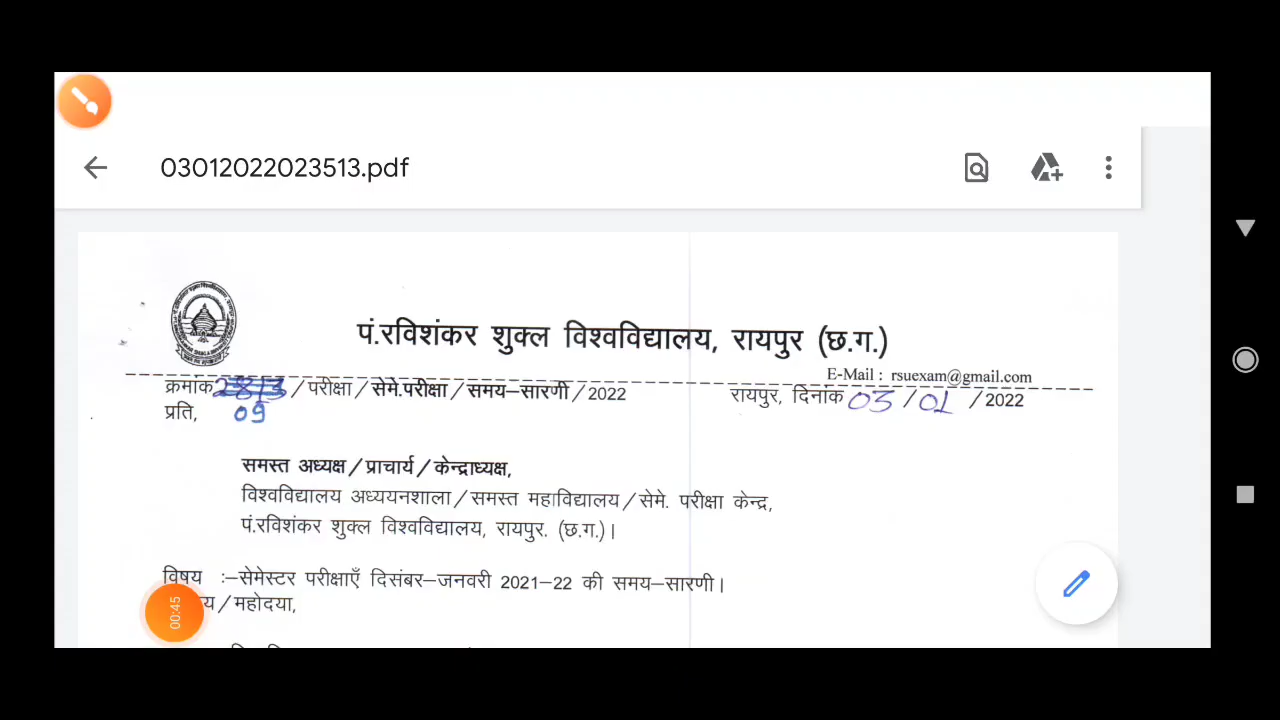 03012022023513.pdf
पं.रविशंकर शुक्ल विश्वविद्यालय, रायपुर (छ.ग.)
E-Mail : rsuexam@gmail.com
क्रमांक / परीक्षा / सेमे.परीक्षा / समय–सारणी / 2022 रायपुर, दिनांक 03 / 01 / 2022
प्रति, 09
समस्त अध्यक्ष / प्राचार्य / केन्द्राध्यक्ष,
विश्वविद्यालय अध्ययनशाला / समस्त महाविद्यालय / सेमे. परीक्षा केन्द्र,
पं.रविशंकर शुक्ल विश्वविद्यालय, रायपुर. (छ.ग.)।
विषय :–सेमेस्टर परीक्षाएँ दिसंबर–जनवरी 2021–22 की समय–सारणी।
य / महोदया,
00:45